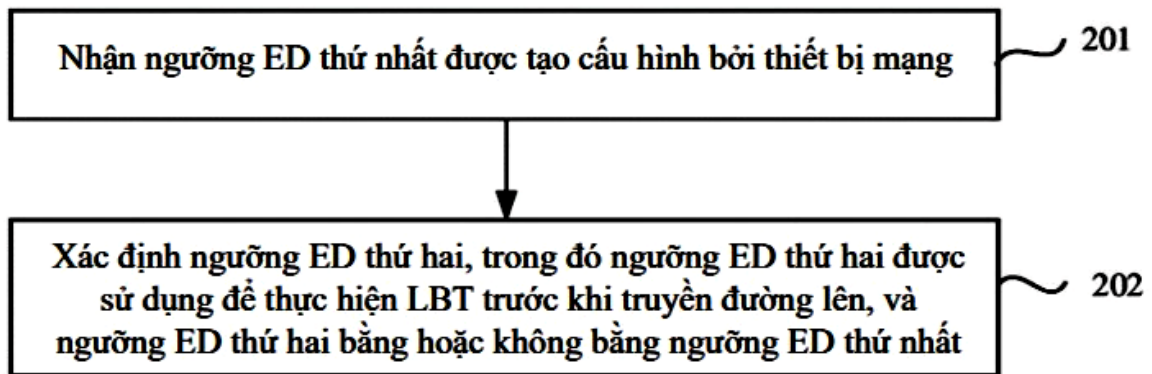 Nhận ngưỡng ED thứ nhất được tạo cấu hình bởi thiết bị mạng
201
Xác định ngưỡng ED thứ hai, trong đó ngưỡng ED thứ hai được
sử dụng để thực hiện LBT trước khi truyền đường lên, và
ngưỡng ED thứ hai bằng hoặc không bằng ngưỡng ED thứ nhất
202